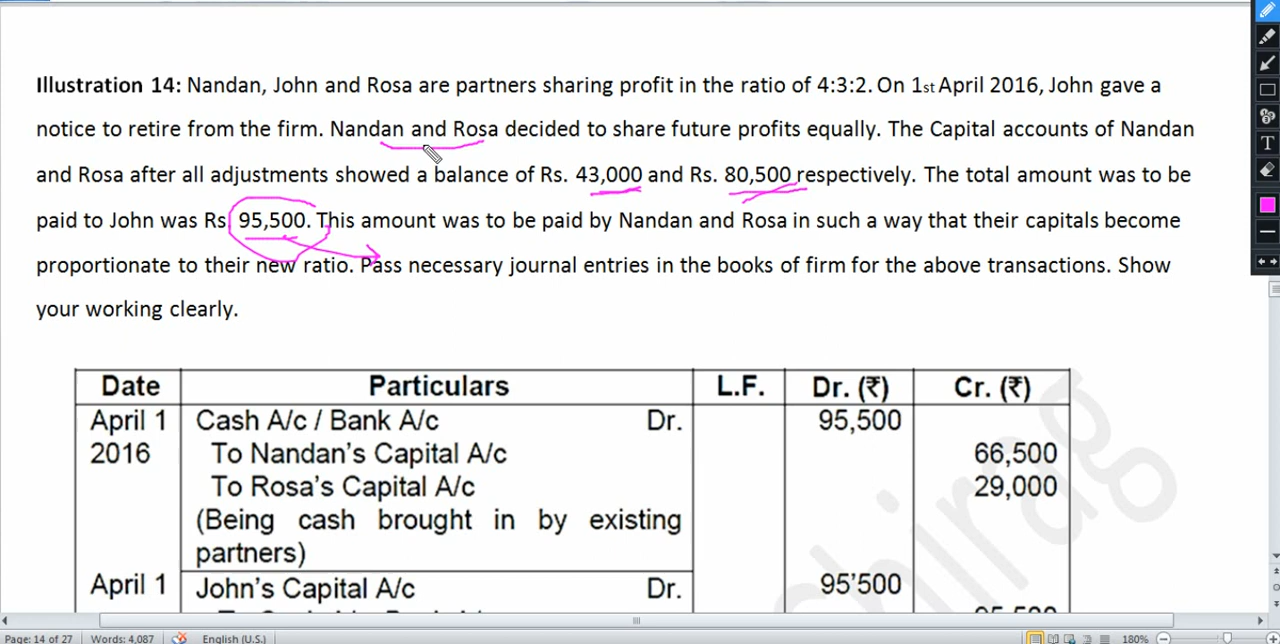 Illustration 14: Nandan, John and Rosa are partners sharing profit in the ratio of 4:3:2. On 1st April 2016, John gave a
notice to retire from the firm. Nandan and Rosa decided to share future profits equally. The Capital accounts of Nandan
and Rosa after all adjustments showed a balance of Rs. 43,000 and Rs. 80,500 respectively. The total amount was to be
paid to John was Rs 95,500. This amount was to be paid by Nandan and Rosa in such a way that their capitals become
proportionate to their new ratio. Pass necessary journal entries in the books of firm for the above transactions. Show
your working clearly.
Date Particulars L.F. Dr. (₹) Cr. (₹)
April 1 Cash A/c / Bank A/c Dr. 95,500
2016 To Nandan's Capital A/c 66,500
To Rosa's Capital A/c 29,000
(Being cash brought in by existing
partners)
April 1 John's Capital A/c Dr. 95'500
chirag
T
Page: 14 of 27 Words: 4,087 English (U.S.) 180%